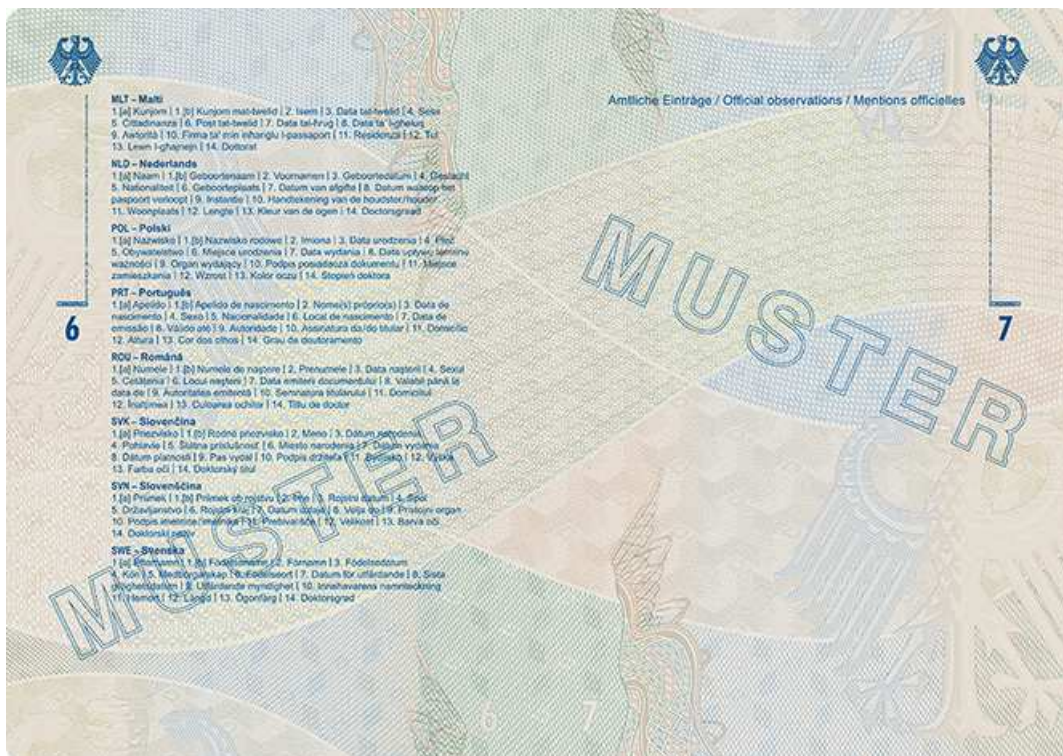 MLT – Malti
1.[a] Kunjom | 1.[b] Kunjom mat-twelid | 2. Isem | 3. Data tat-twelid | 4. Sess
5. Cittadinanza | 6. Post tat-twelid | 7. Data tal-ħruġ | 8. Data ta' l-għeluq
9. Awtorità | 10. Firma ta' min inħariġlu l-passaport | 11. Residenza | 12. Tul
13. Lewn l-għajnejn | 14. Dottorat
NLD – Nederlands
1.[a] Naam | 1.[b] Geboortenaam | 2. Voornamen | 3. Geboortedatum | 4. Geslacht
5. Nationaliteit | 6. Geboorteplaats | 7. Datum van afgifte | 8. Datum waarop het
paspoort verloopt | 9. Instantie | 10. Handtekening van de houdster/houder
11. Woonplaats | 12. Lengte | 13. Kleur van de ogen | 14. Doctorsgraad
POL – Polski
1.[a] Nazwisko | 1.[b] Nazwisko rodowe | 2. Imiona | 3. Data urodzenia | 4. Płeć
5. Obywatelstwo | 6. Miejsce urodzenia | 7. Data wydania | 8. Data upływu terminu
ważności | 9. Organ wydający | 10. Podpis posiadacza dokumentu | 11. Miejsce
zamieszkania | 12. Wzrost | 13. Kolor oczu | 14. Stopień doktora
PRT – Português
1.[a] Apelido | 1.[b] Apelido de nascimento | 2. Nome(s) próprio(s) | 3. Data de
nascimento | 4. Sexo | 5. Nacionalidade | 6. Local de nascimento | 7. Data de
emissão | 8. Válido até | 9. Autoridade | 10. Assinatura da/do titular | 11. Domicílio
12. Altura | 13. Cor dos olhos | 14. Grau de doutoramento
ROU – Română
1.[a] Numele | 1.[b] Numele de naștere | 2. Prenumele | 3. Data nașterii | 4. Sexul
5. Cetățenia | 6. Locul nașterii | 7. Data emiterii documentului | 8. Valabil până la
data de | 9. Autoritatea emitentă | 10. Semnatura titularului | 11. Domiciliul
12. Înălțimea | 13. Culoarea ochilor | 14. Titlu de doctor
SVK – Slovenčina
1.[a] Priezvisko | 1.[b] Rodné priezvisko | 2. Meno | 3. Dátum narodenia
4. Pohlavie | 5. Štátna príslušnosť | 6. Miesto narodenia | 7. Dátum vydania
8. Dátum platnosti | 9. Pas vydal | 10. Podpis držiteľa | 11. Bydlisko | 12. Výška
13. Farba očí | 14. Doktorský titul
SVN – Slovenščina
1.[a] Priimek | 1.[b] Priimek ob rojstvu | 2. Ime | 3. Rojstni datum | 4. Spol
5. Državljanstvo | 6. Rojstni kraj | 7. Datum izdaje | 8. Velja do | 9. Pristojni organ
10. Podpis imetnice/imetnika | 11. Prebivališče | 12. Velikost | 13. Barva oči
14. Doktorski naziv
SWE – Svenska
1.[a] Efternamn | 1.[b] Födelsenamn | 2. Förnamn | 3. Födelsedatum
4. Kön | 5. Medborgarskap | 6. Födelseort | 7. Datum för utfärdande | 8. Sista
giltighetsdatum | 9. Utfärdande myndighet | 10. Innehavarens namnteckning
11. Hemort | 12. Längd | 13. Ögonfärg | 14. Doktorsgrad
6
MUSTER
Amtliche Einträge / Official observations / Mentions officielles
7
MUSTER
6
7